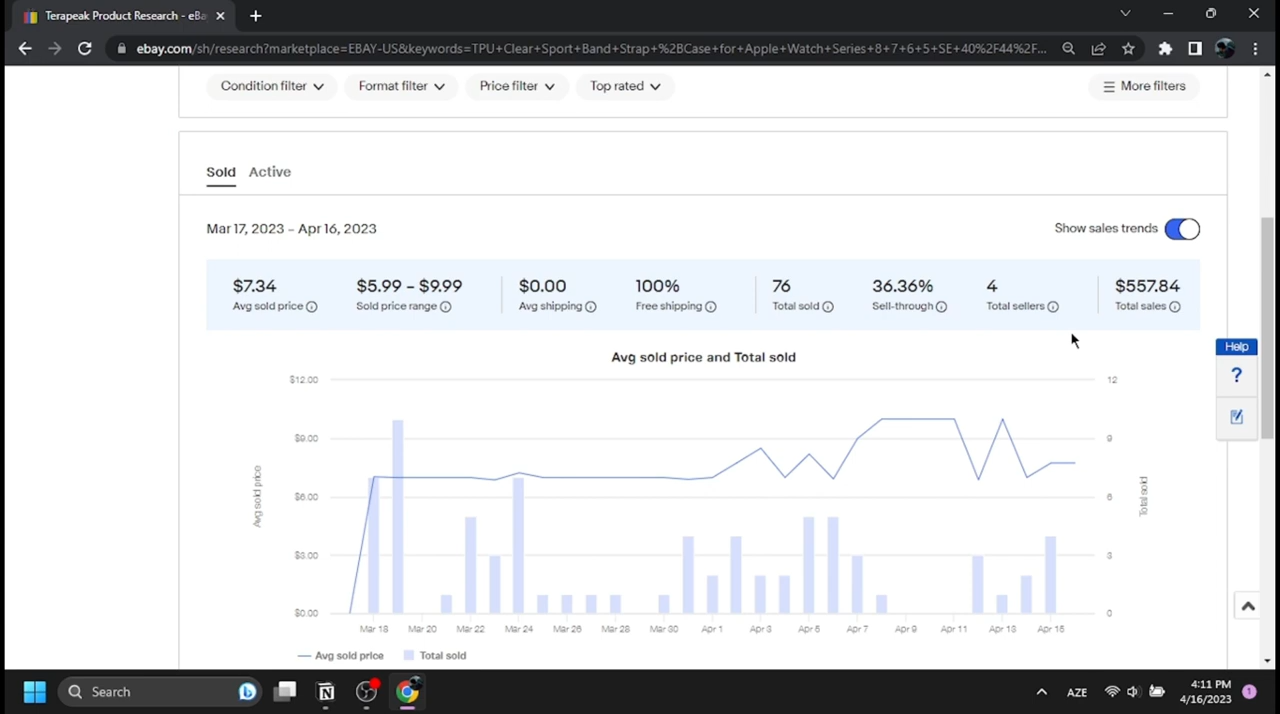 Terapeak Product Research - eBa
ebay.com/sh/research?marketplace=EBAY-US&keywords=TPU+Clear+Sport+Band+Strap+%2BCase+for+Apple+Watch+Series+8+7+6+5+SE+40%2F44%2F...
Condition filter Format filter Price filter Top rated More filters
Sold Active
Mar 17, 2023 – Apr 16, 2023 Show sales trends
$7.34 $5.99 – $9.99 $0.00 100% 76 36.36% 4 $557.84
Avg sold price Sold price range Avg shipping Free shipping Total sold Sell-through Total sellers Total sales
Help
?
Avg sold price and Total sold
$12.00 12
$9.00 9
$6.00 6
$3.00 3
$0.00 0
Avg sold price
Total sold
Mar 18 Mar 20 Mar 22 Mar 24 Mar 26 Mar 28 Mar 30 Apr 1 Apr 3 Apr 5 Apr 7 Apr 9 Apr 11 Apr 13 Apr 15
Avg sold price Total sold
Search AZE 4:11 PM
4/16/2023 1